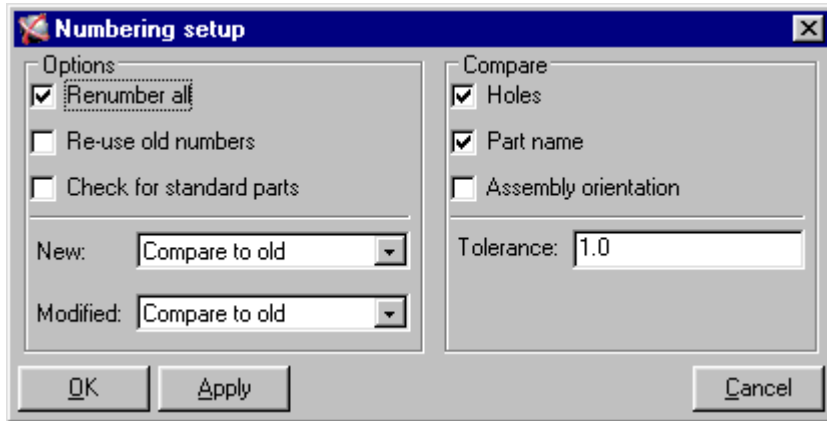 Numbering setup
Options
Renumber all
Re-use old numbers
Check for standard parts
New: Compare to old
Modified: Compare to old
Compare
Holes
Part name
Assembly orientation
Tolerance: 1.0
OK Apply Cancel